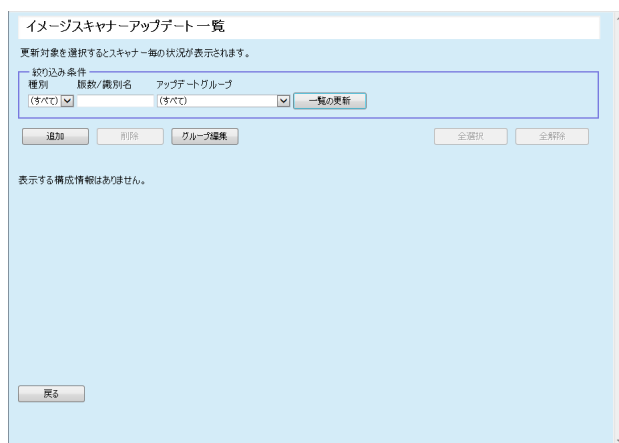 イメージスキャナーアップデート一覧
更新対象を選択するとスキャナー毎の状況が表示されます。
絞り込み条件
種別 版数/識別名 アップデートグループ
(すべて) (すべて) 一覧の更新
追加 削除 グループ編集 全選択 全解除
表示する構成情報はありません。
戻る